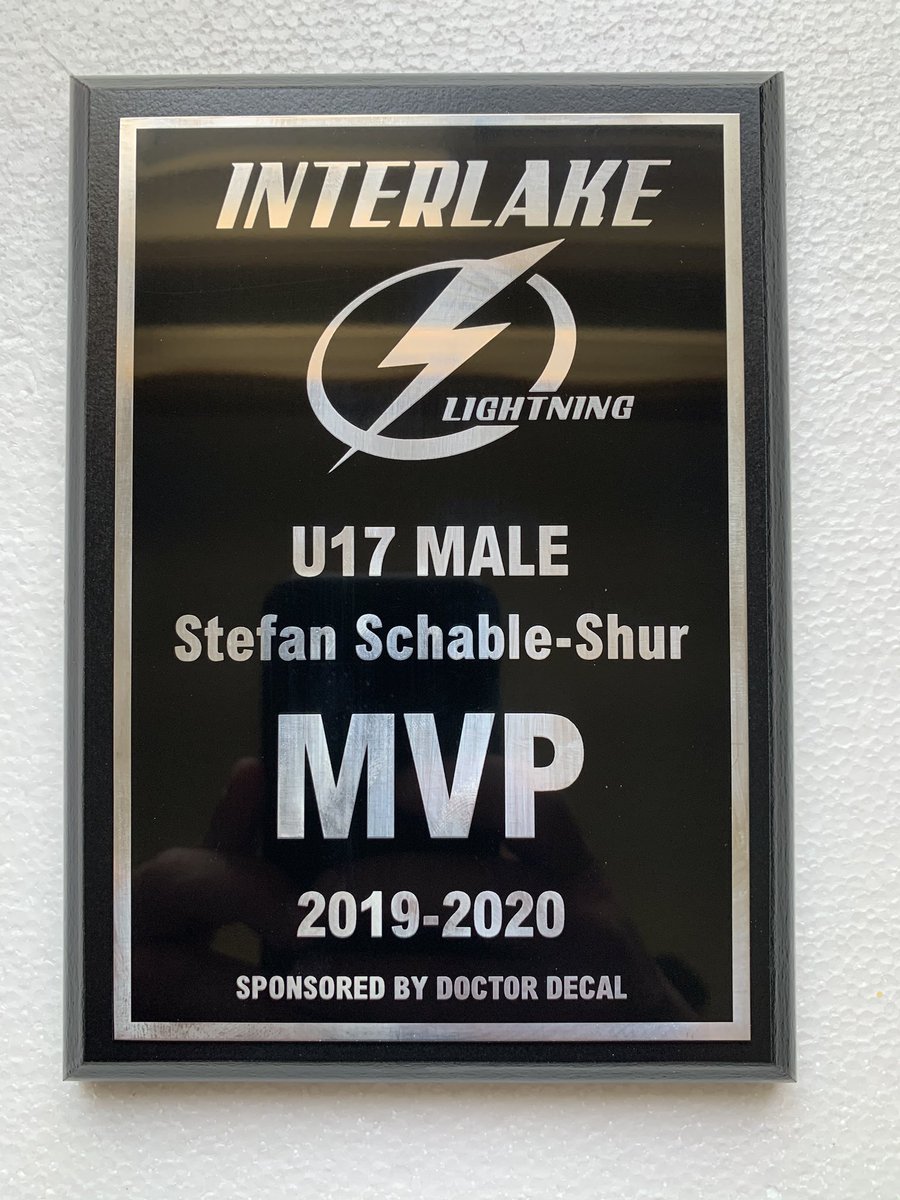 INTERLAKE
LIGHTNING
U17 MALE
Stefan Schable-Shur
MVP
2019-2020
SPONSORED BY DOCTOR DECAL